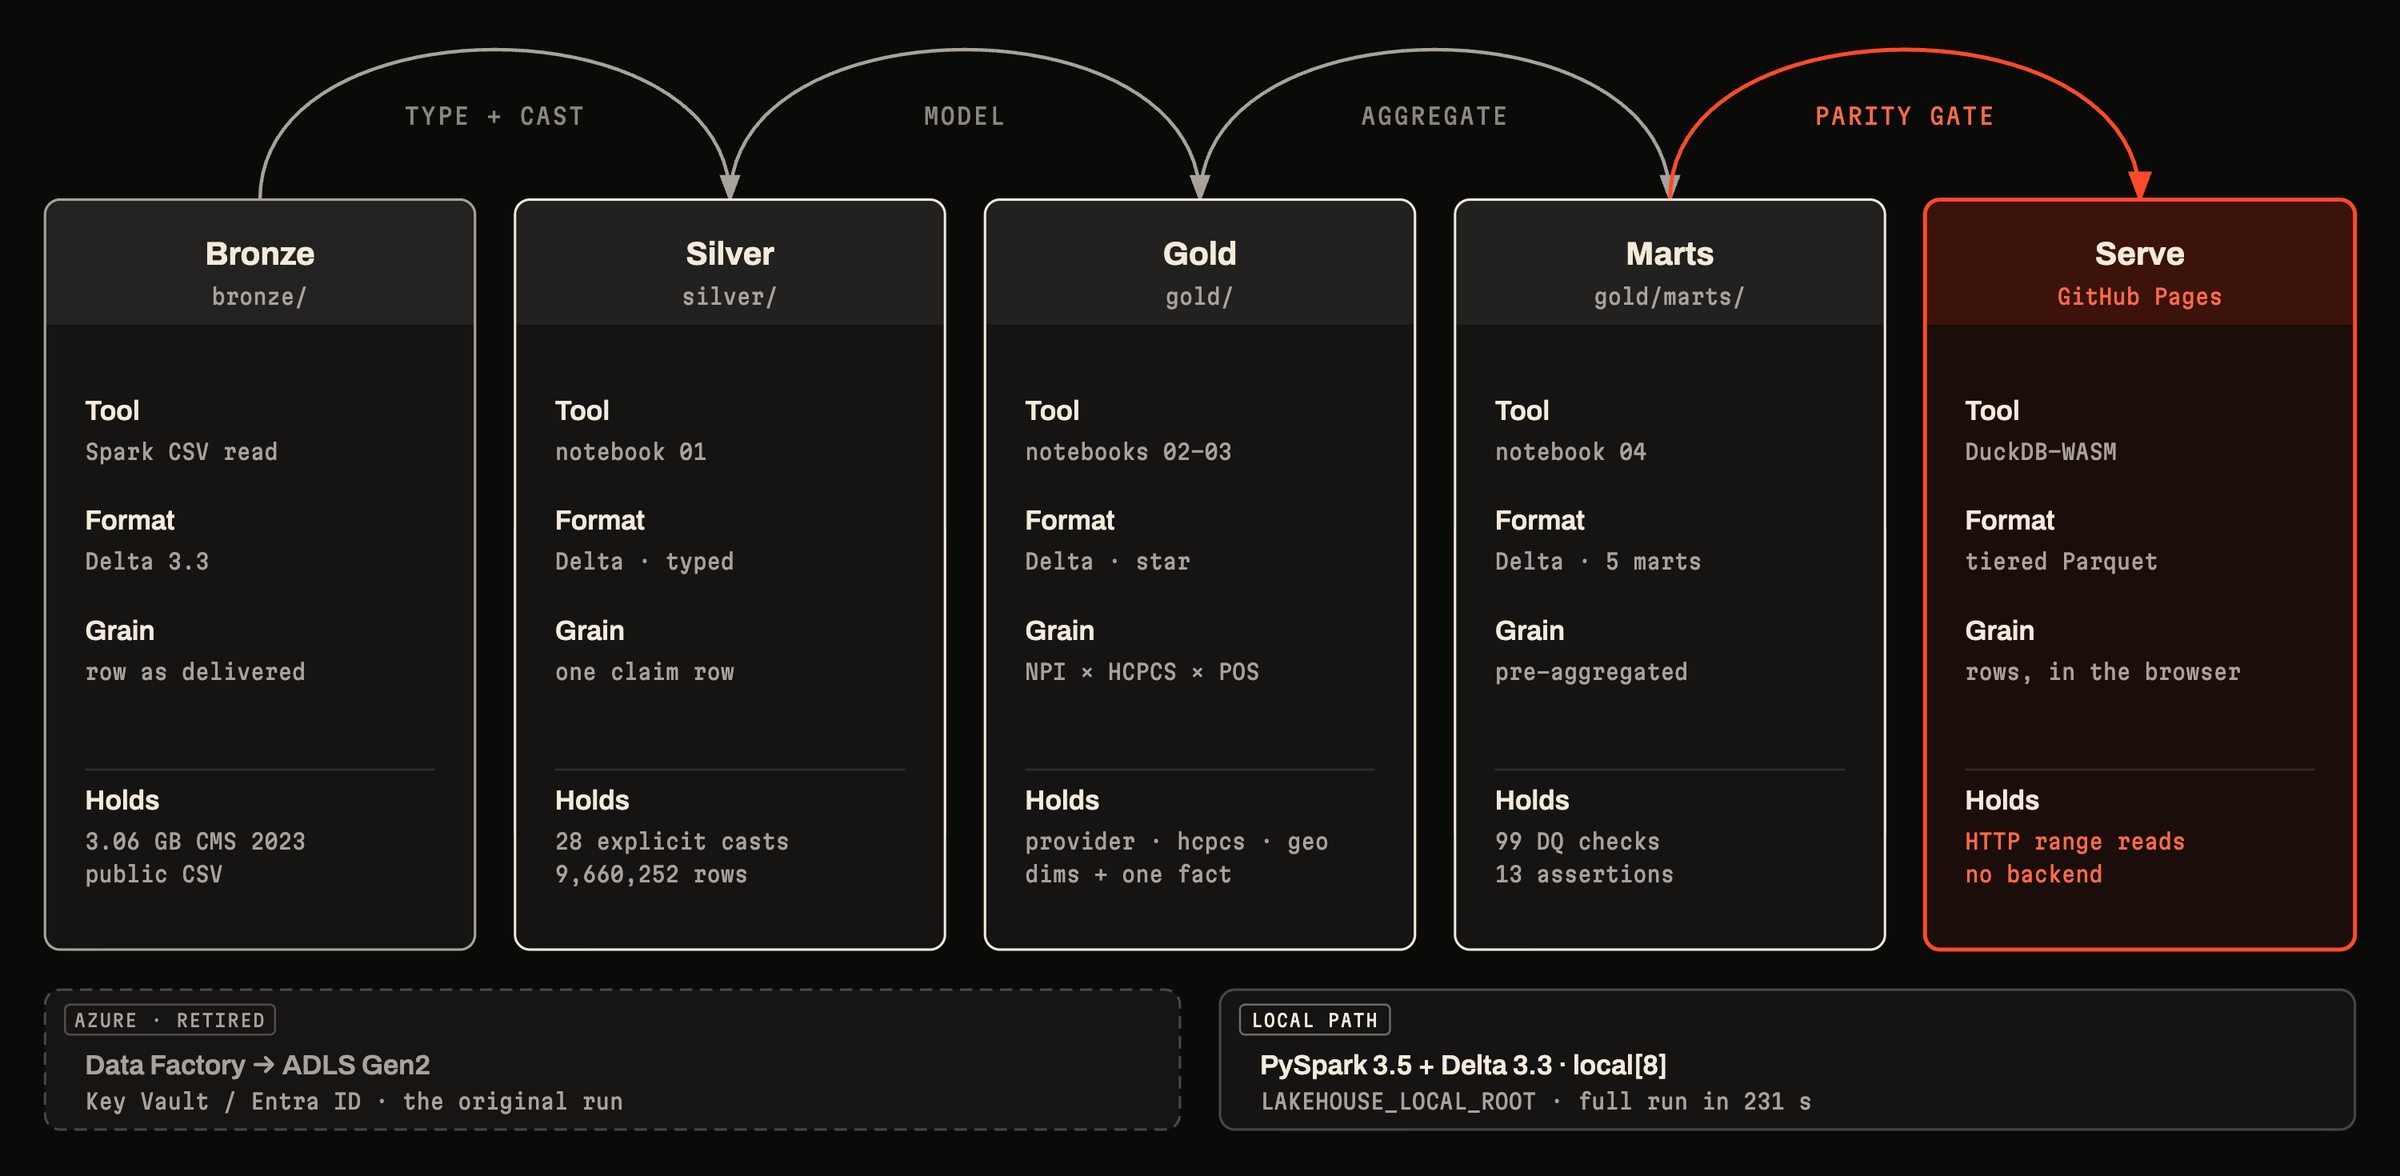 TYPE + CAST
MODEL
AGGREGATE
PARITY GATE
Bronze
bronze/
Tool
Spark CSV read
Format
Delta 3.3
Grain
row as delivered
Holds
3.06 GB CMS 2023
public CSV
Silver
silver/
Tool
notebook 01
Format
Delta · typed
Grain
one claim row
Holds
28 explicit casts
9,660,252 rows
Gold
gold/
Tool
notebooks 02–03
Format
Delta · star
Grain
NPI × HCPCS × POS
Holds
provider · hcpcs · geo
dims + one fact
Marts
gold/marts/
Tool
notebook 04
Format
Delta · 5 marts
Grain
pre-aggregated
Holds
99 DQ checks
13 assertions
Serve
GitHub Pages
Tool
DuckDB-WASM
Format
tiered Parquet
Grain
rows, in the browser
Holds
HTTP range reads
no backend
AZURE · RETIRED
Data Factory → ADLS Gen2
Key Vault / Entra ID · the original run
LOCAL PATH
PySpark 3.5 + Delta 3.3 · local[8]
LAKEHOUSE_LOCAL_ROOT · full run in 231 s